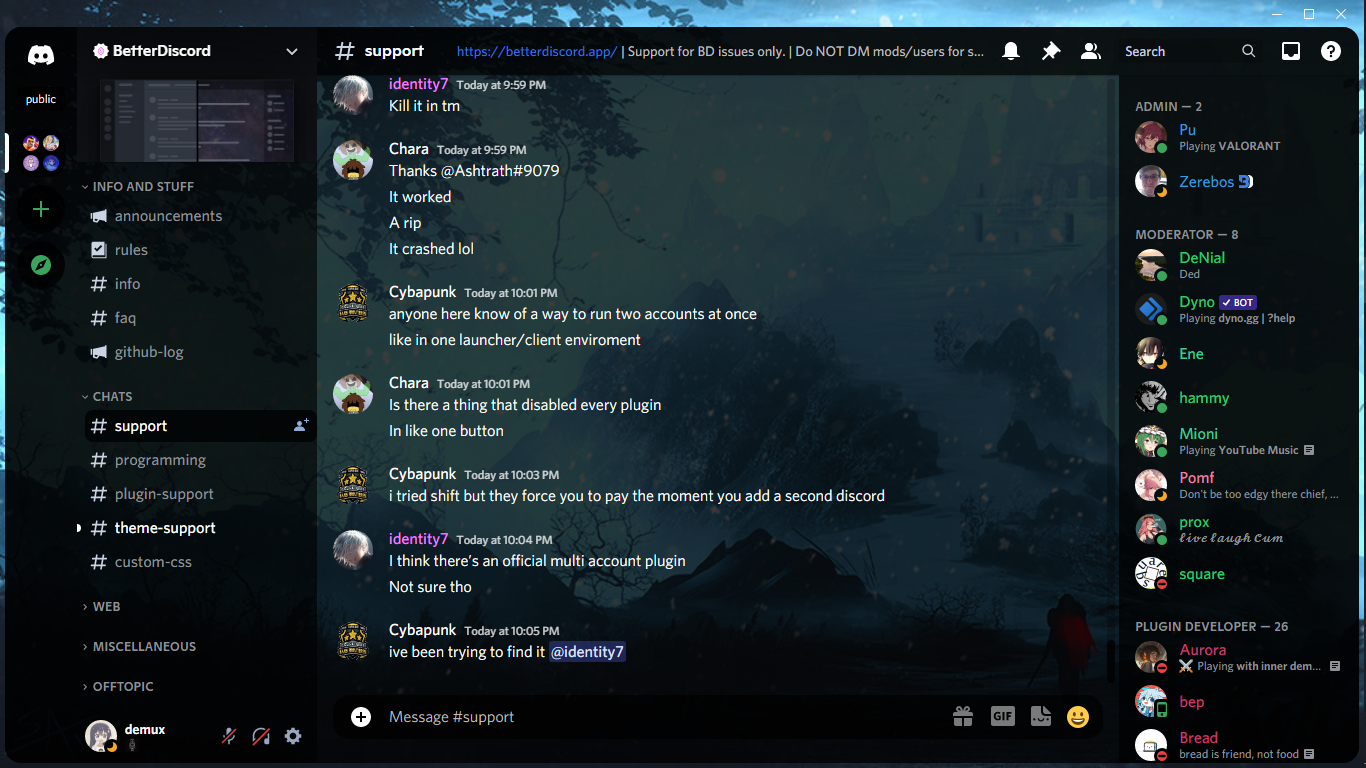 public
BetterDiscord
INFO AND STUFF
announcements
rules
info
faq
github-log
CHATS
support
programming
plugin-support
theme-support
custom-css
WEB
MISCELLANEOUS
OFFTOPIC
demux
support
https://betterdiscord.app/ | Support for BD issues only. | Do NOT DM mods/users for s...
Search
identity7 Today at 9:59 PM
Kill it in tm
Chara Today at 9:59 PM
Thanks @Ashtrath#9079
It worked
A rip
It crashed lol
Cybapunk Today at 10:01 PM
anyone here know of a way to run two accounts at once
like in one launcher/client enviroment
Chara Today at 10:01 PM
Is there a thing that disabled every plugin
In like one button
Cybapunk Today at 10:03 PM
i tried shift but they force you to pay the moment you add a second discord
identity7 Today at 10:04 PM
I think there's an official multi account plugin
Not sure tho
Cybapunk Today at 10:05 PM
ive been trying to find it @identity7
Message #support
GIF
ADMIN — 2
Pu
Playing VALORANT
Zerebos
MODERATOR — 8
DeNial
Ded
Dyno BOT
Playing dyno.gg | ?help
Ene
hammy
Mioni
Playing YouTube Music
Pomf
Don't be too edgy there chief, ...
prox
𝓵𝓲𝓿𝓮 𝓵𝓪𝓾𝓰𝓱 𝓒𝓾𝓶
square
PLUGIN DEVELOPER — 26
Aurora
Playing with inner dem...
bep
Bread
bread is friend, not food